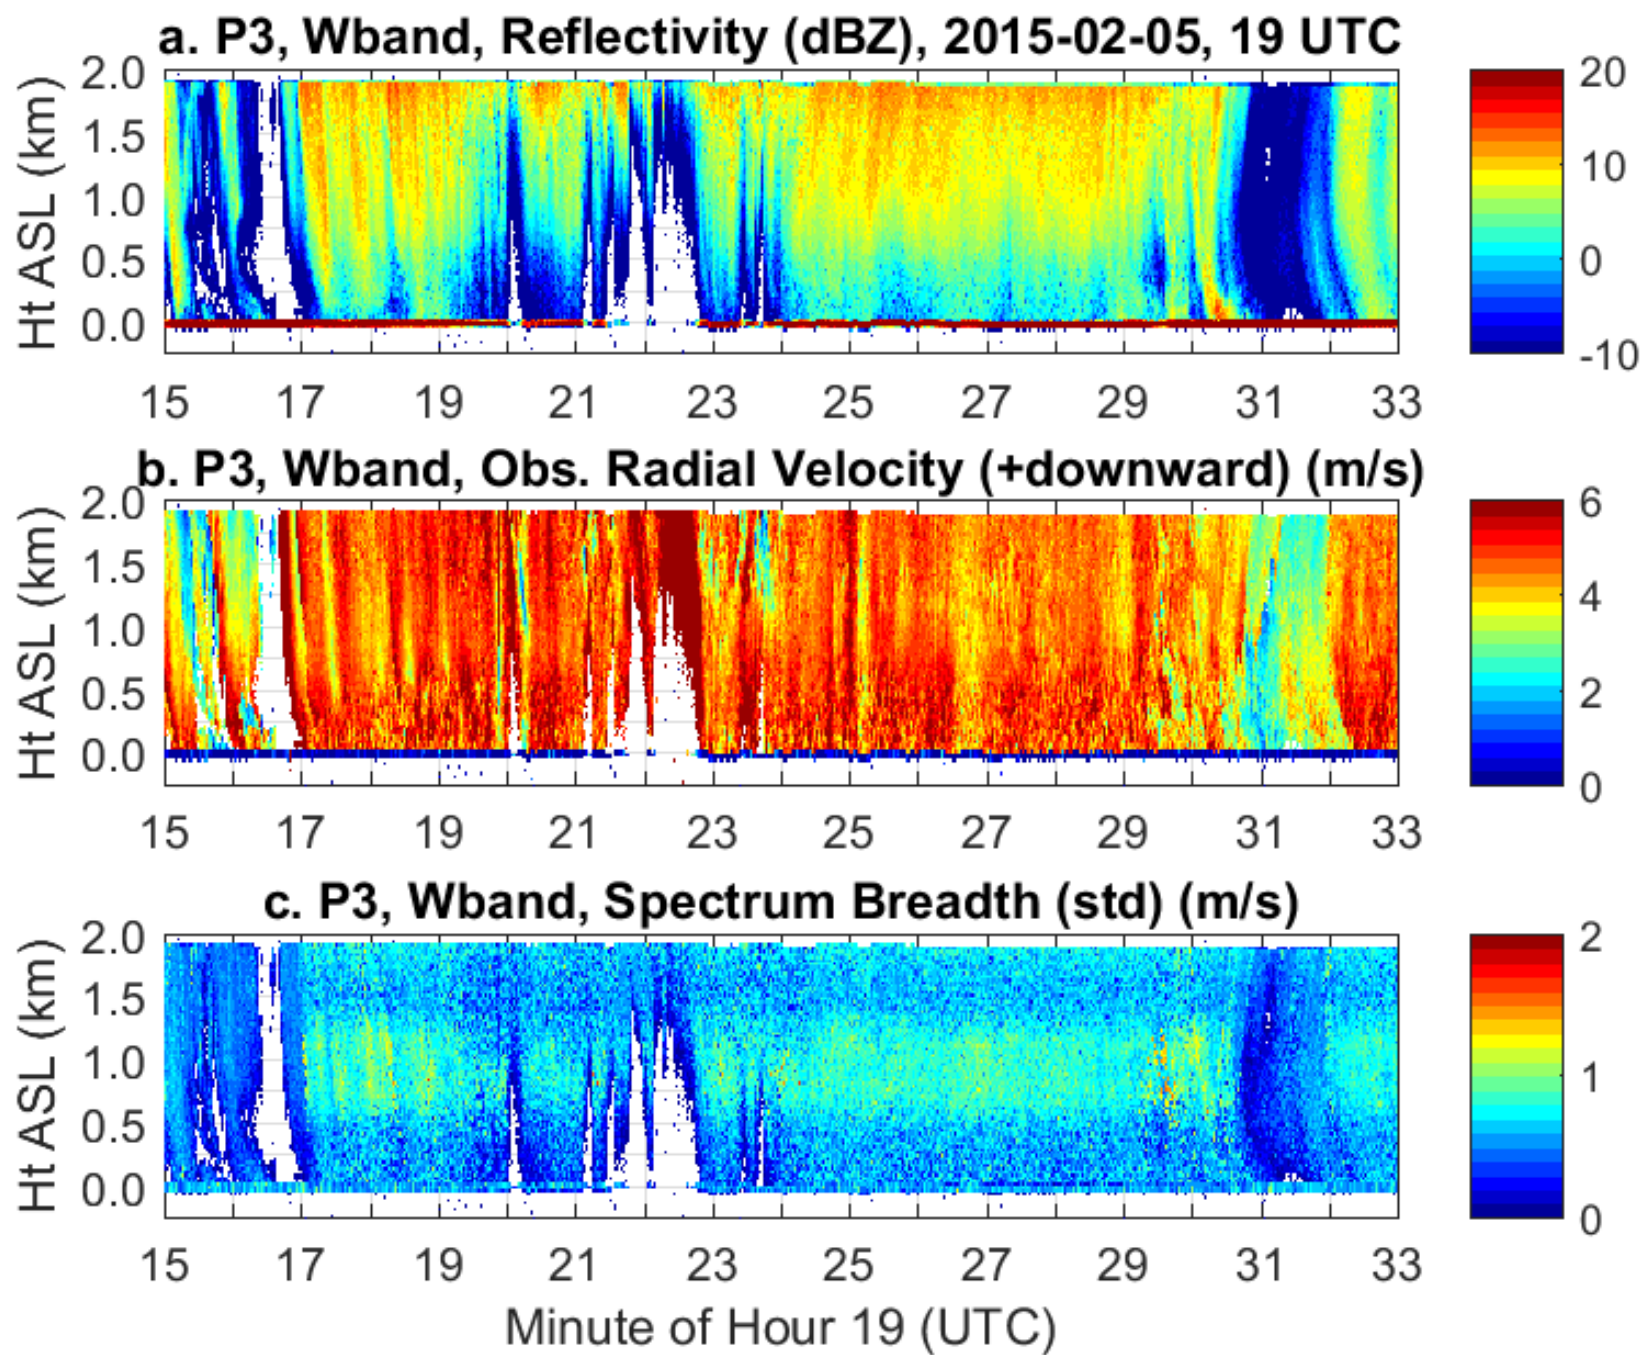 a. P3, Wband, Reflectivity (dBZ), 2015-02-05, 19 UTC
2.0
1.5
1.0
0.5
0.0
Ht ASL (km)
20
10
0
-10
15 17 19 21 23 25 27 29 31 33
b. P3, Wband, Obs. Radial Velocity (+downward) (m/s)
2.0
1.5
1.0
0.5
0.0
Ht ASL (km)
6
4
2
0
15 17 19 21 23 25 27 29 31 33
c. P3, Wband, Spectrum Breadth (std) (m/s)
2.0
1.5
1.0
0.5
0.0
Ht ASL (km)
2
1
0
15 17 19 21 23 25 27 29 31 33
Minute of Hour 19 (UTC)